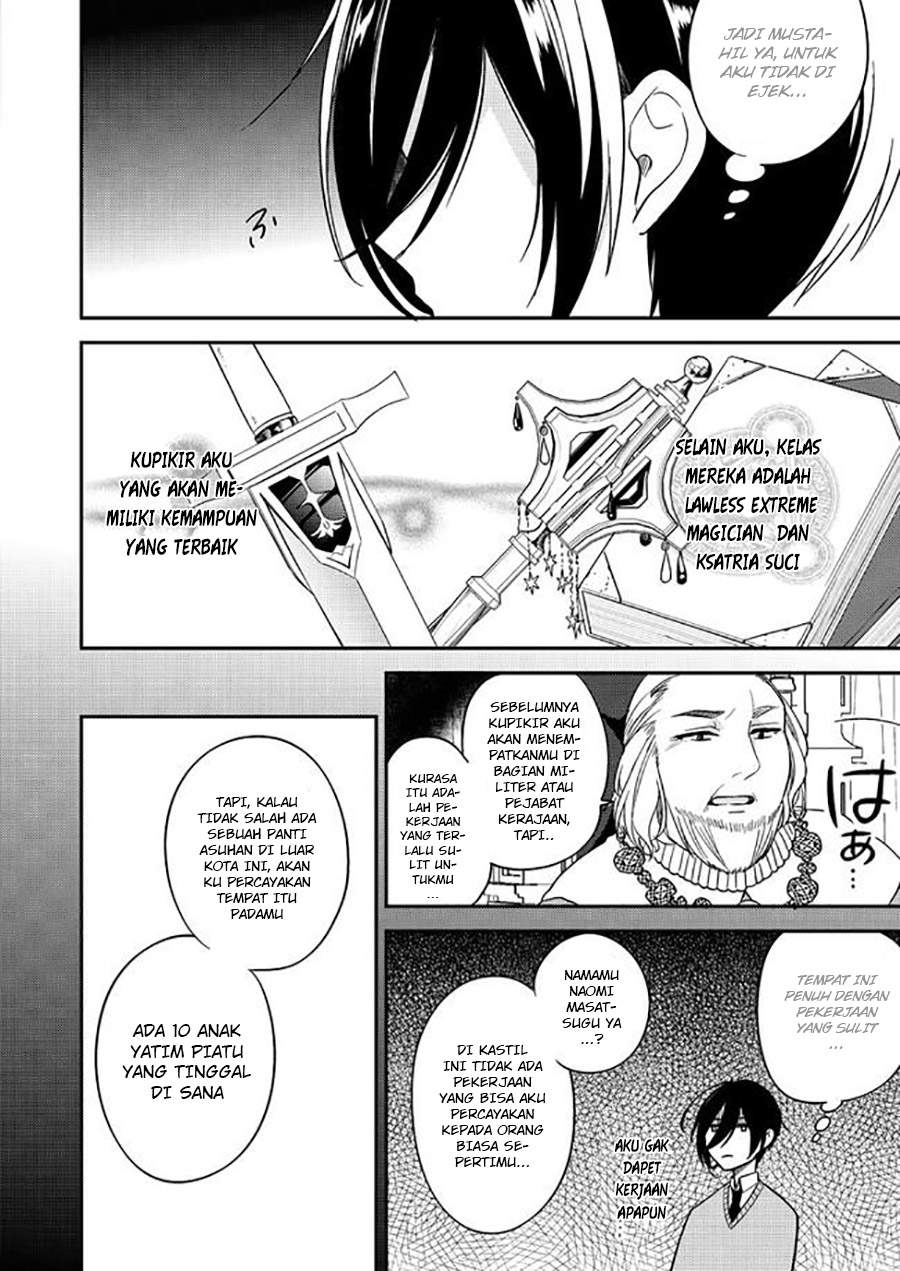 JADI MUSTA-
HIL YA, UNTUK
AKU TIDAK DI
EJEK...
ふ
SELAIN AKU, KELAS
MEREKA ADALAH
LAWLESS EXTREME
MAGICIAN DAN
KSATRIA SUCI
KUPIKIR AKU
YANG AKAN ME-
MILIKI KEMAMPUAN
YANG TERBAIK
はぁ...
SEBELUMNYA
KUPIKIR AKU
AKAN MENEM-
PATKANMU DI
BAGIAN MI-
LITER ATAU
PEJABAT
KERAJAAN,
TAPI..
KURASA
ITU ADA-
LAH PE-
KERJAAN
YANG TER-
LALU SU-
LIT UN-
TUKMU
...
TEMPAT INI
PENUH DENGAN
PEKERJAAN
YANG SULIT
...
NAMAMU
NAOMI
MASAT-
SUGU YA
...?
DI KASTIL
INI TIDAK ADA
PEKERJAAN
YANG BISA AKU
PERCAYAKAN
KEPADA ORANG
BIASA SE-
PERTIMU...
AKU GAK
DAPET
KERJAAN
APAPUN
...
TAPI, KALAU
TIDAK SALAH ADA
SEBUAH PANTI
ASUHAN DI LUAR
KOTA INI, AKAN
KU PERCAYAKAN
TEMPAT ITU
PADAMU
ADA 10 ANAK
YATIM PIATU
YANG TINGGAL
DI SANA